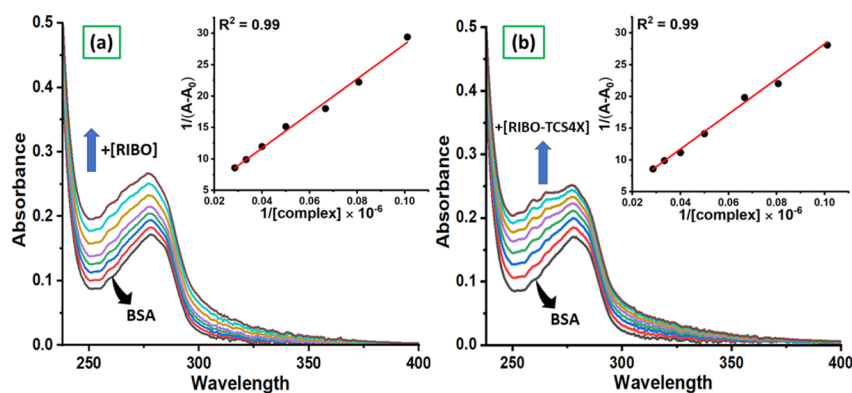 (a)
R² = 0.99
+[RIBO]
BSA
Absorbance
0.5
0.4
0.3
0.2
0.1
0.0
250
300
350
400
Wavelength
1/(A-A₀)
35
30
25
20
15
10
5
0.02
0.04
0.06
0.08
0.10
1/[complex] × 10⁻⁶
(b)
R² = 0.99
+[RIBO-TCS4X]
BSA
Absorbance
0.5
0.4
0.3
0.2
0.1
0.0
250
300
350
400
Wavelength
1/(A-A₀)
30
25
20
15
10
5
0.02
0.04
0.06
0.08
0.10
1/[complex] × 10⁻⁶